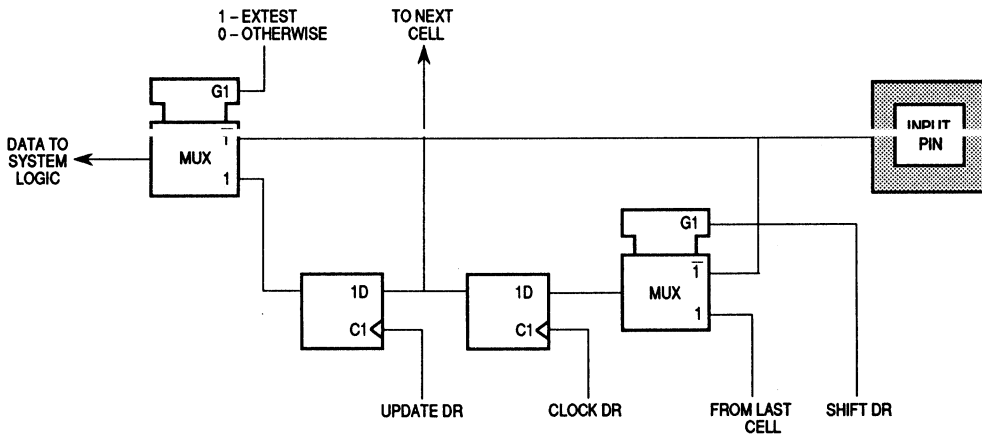 1 – EXTEST
0 – OTHERWISE
TO NEXT
CELL
G1
1
MUX
1
DATA TO
SYSTEM
LOGIC
INPUT
PIN
G1
1
MUX
1
1D
C1
1D
C1
UPDATE DR
CLOCK DR
FROM LAST
CELL
SHIFT DR